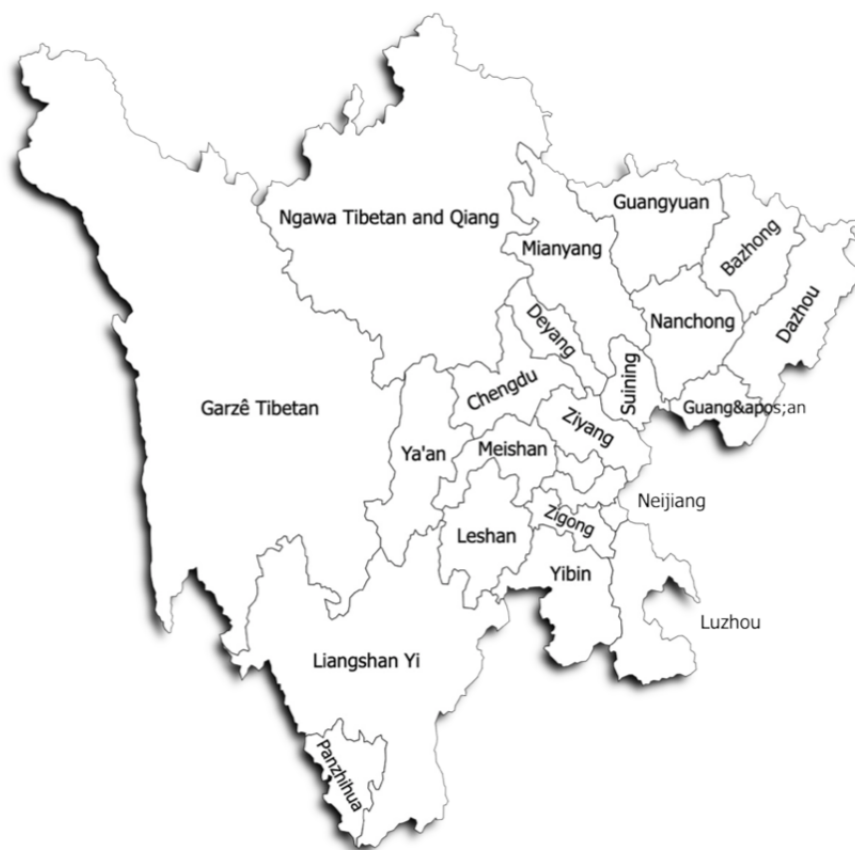 Guangyuan
Ngawa Tibetan and Qiang
Bazhong
Mianyang
Dazhou
Nanchong
Deyang
Suining
Chengdu
Garzê Tibetan
Guang&apos;an
Ziyang
Ya'an
Meishan
Neijiang
Zigong
Leshan
Yibin
Luzhou
Liangshan Yi
Panzhihua